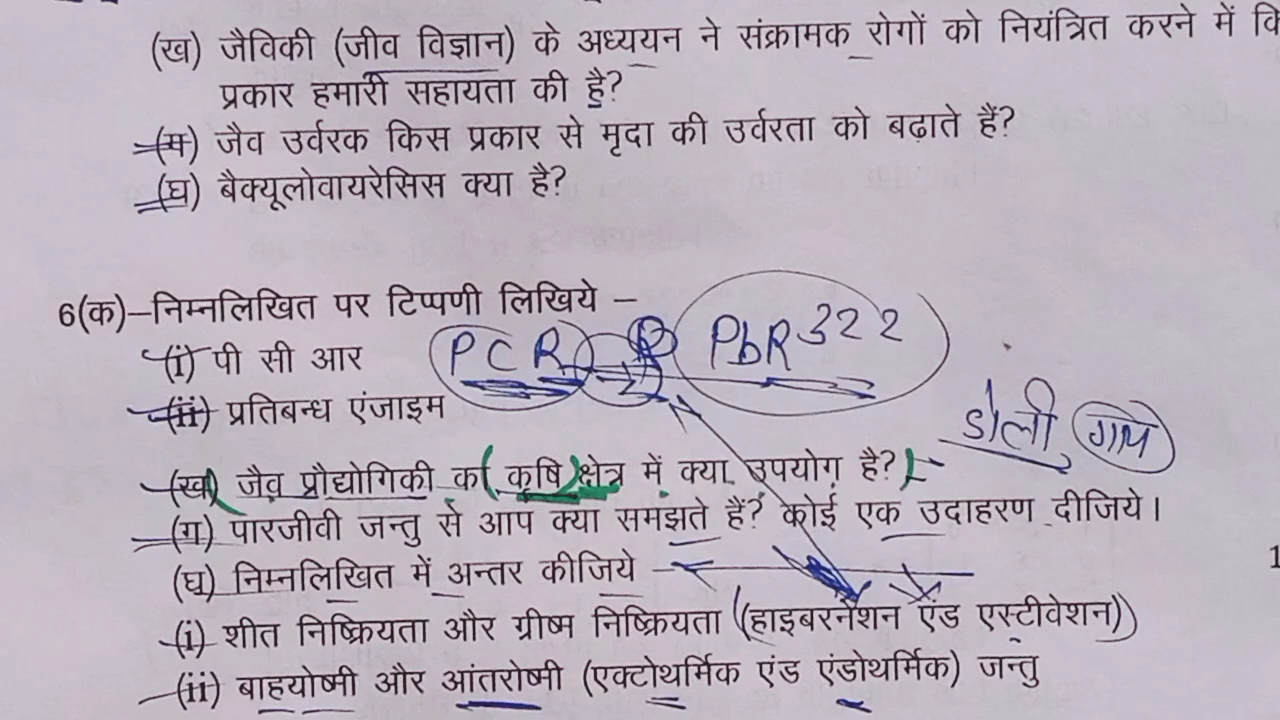 (ख) जैविकी (जीव विज्ञान) के अध्ययन ने संक्रामक रोगों को नियंत्रित करने में
प्रकार हमारी सहायता की है?
(ग) जैव उर्वरक किस प्रकार से मृदा की उर्वरता को बढ़ाते हैं?
(घ) बैक्यूलोवायरेसिस क्या है?
6(क)–निम्नलिखित पर टिप्पणी लिखिये –
(i) पी सी आर PCR PbR322
(ii) प्रतिबन्ध एंजाइम
डोली, गाय
(ख) जैव प्रौद्योगिकी का कृषि क्षेत्र में क्या उपयोग है?
(ग) पारजीवी जन्तु से आप क्या समझते हैं? कोई एक उदाहरण दीजिये।
(घ) निम्नलिखित में अन्तर कीजिये
(i) शीत निष्क्रियता और ग्रीष्म निष्क्रियता (हाइबरनेशन एंड एस्टीवेशन)
(ii) बाहयोष्मी और आंतरोष्मी (एक्टोथर्मिक एंड एंडोथर्मिक) जन्तु